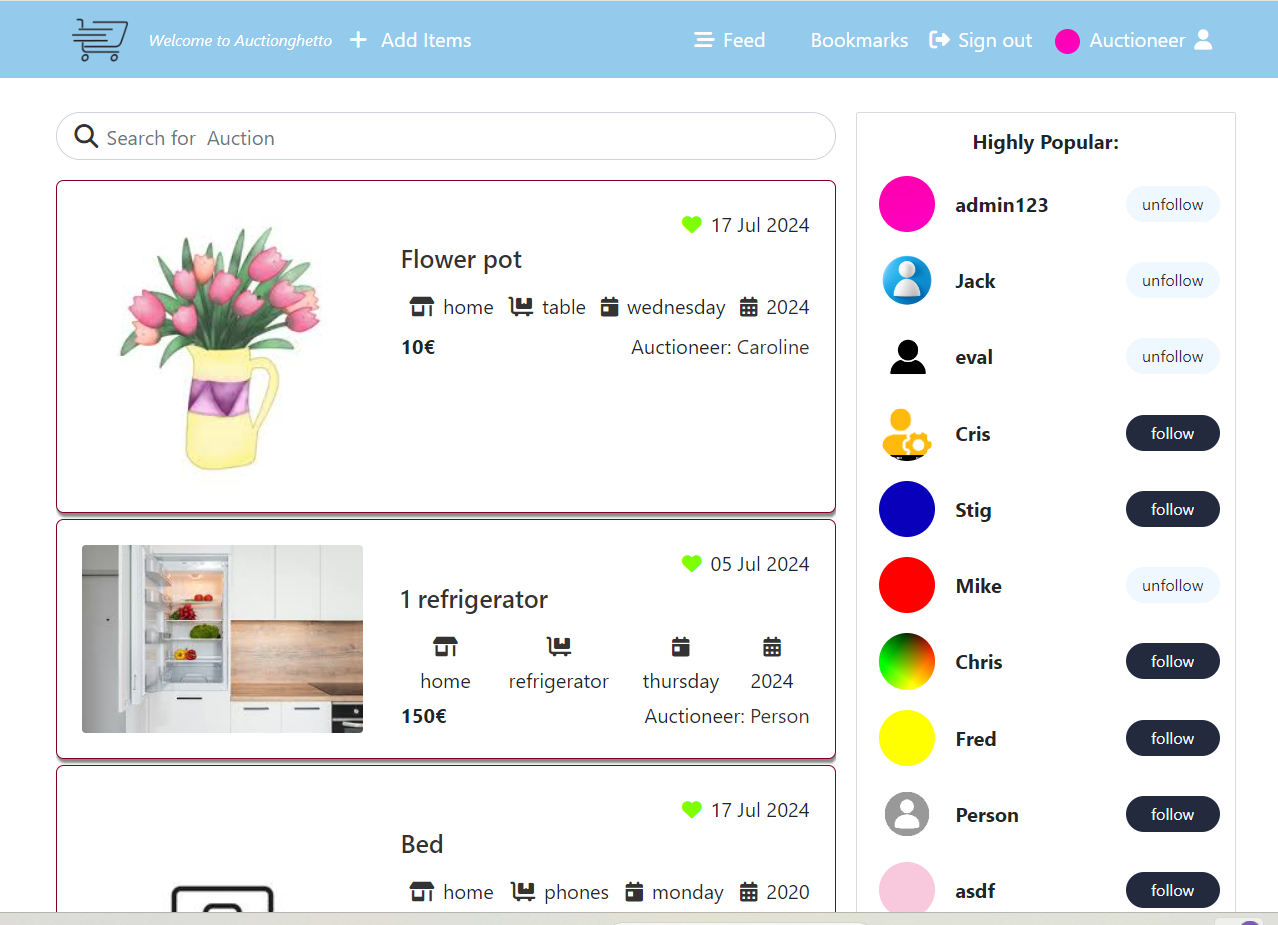 Welcome to Auctionghetto + Add Items Feed Bookmarks Sign out Auctioneer
Search for Auction
17 Jul 2024
Flower pot
home table wednesday 2024
10€ Auctioneer: Caroline
05 Jul 2024
1 refrigerator
home refrigerator thursday 2024
150€ Auctioneer: Person
17 Jul 2024
Bed
home phones monday 2020
Highly Popular:
admin123 unfollow
Jack unfollow
eval unfollow
Cris follow
Stig follow
Mike unfollow
Chris follow
Fred follow
Person follow
asdf follow